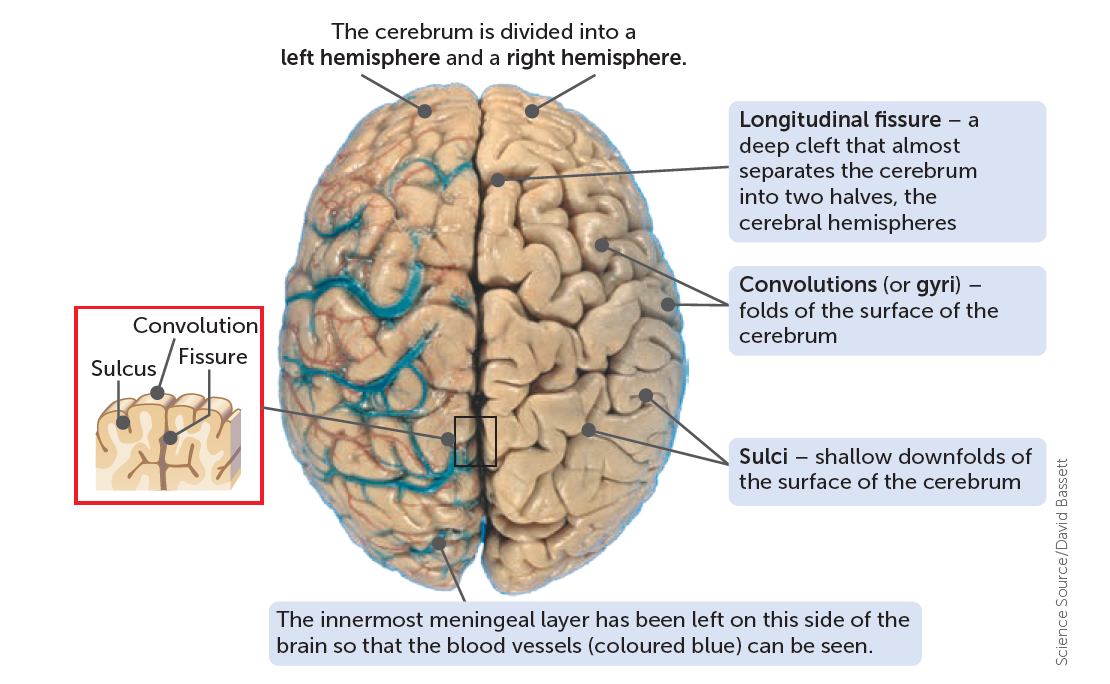 The cerebrum is divided into a
left hemisphere and a right hemisphere.
Longitudinal fissure – a
deep cleft that almost
separates the cerebrum
into two halves, the
cerebral hemispheres
Convolutions (or gyri) –
folds of the surface of the
cerebrum
Convolution
Sulcus
Fissure
Sulci – shallow downfolds of
the surface of the cerebrum
The innermost meningeal layer has been left on this side of the
brain so that the blood vessels (coloured blue) can be seen.
Science Source/David Bassett